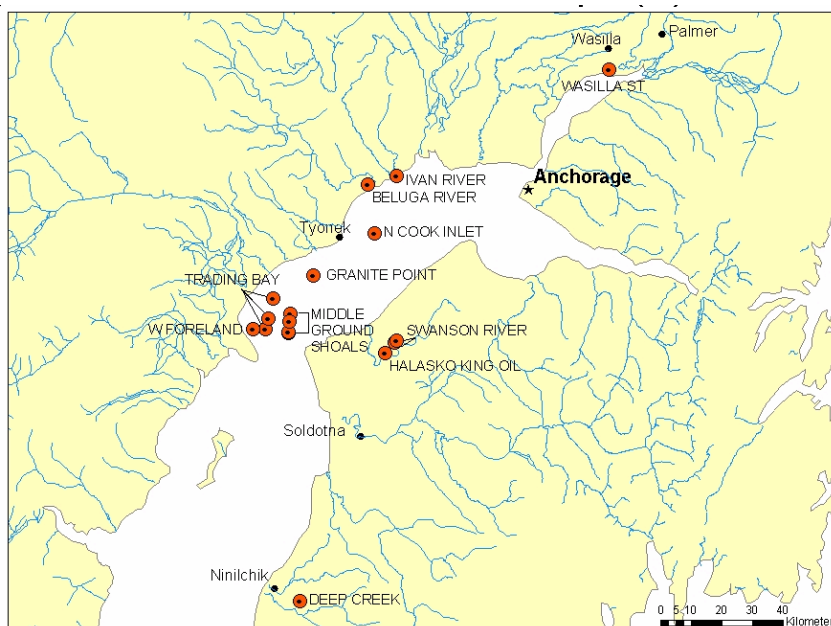 Palmer
Wasilla
WASILLA ST
Anchorage
IVAN RIVER
BELUGA RIVER
Tyonek
N COOK INLET
GRANITE POINT
TRADING BAY
MIDDLE
GROUND
SHOALS
W FORELAND
SWANSON RIVER
HALASKO-KING OIL
Soldotna
Ninilchik
DEEP CREEK
0 5 10 20 30 40